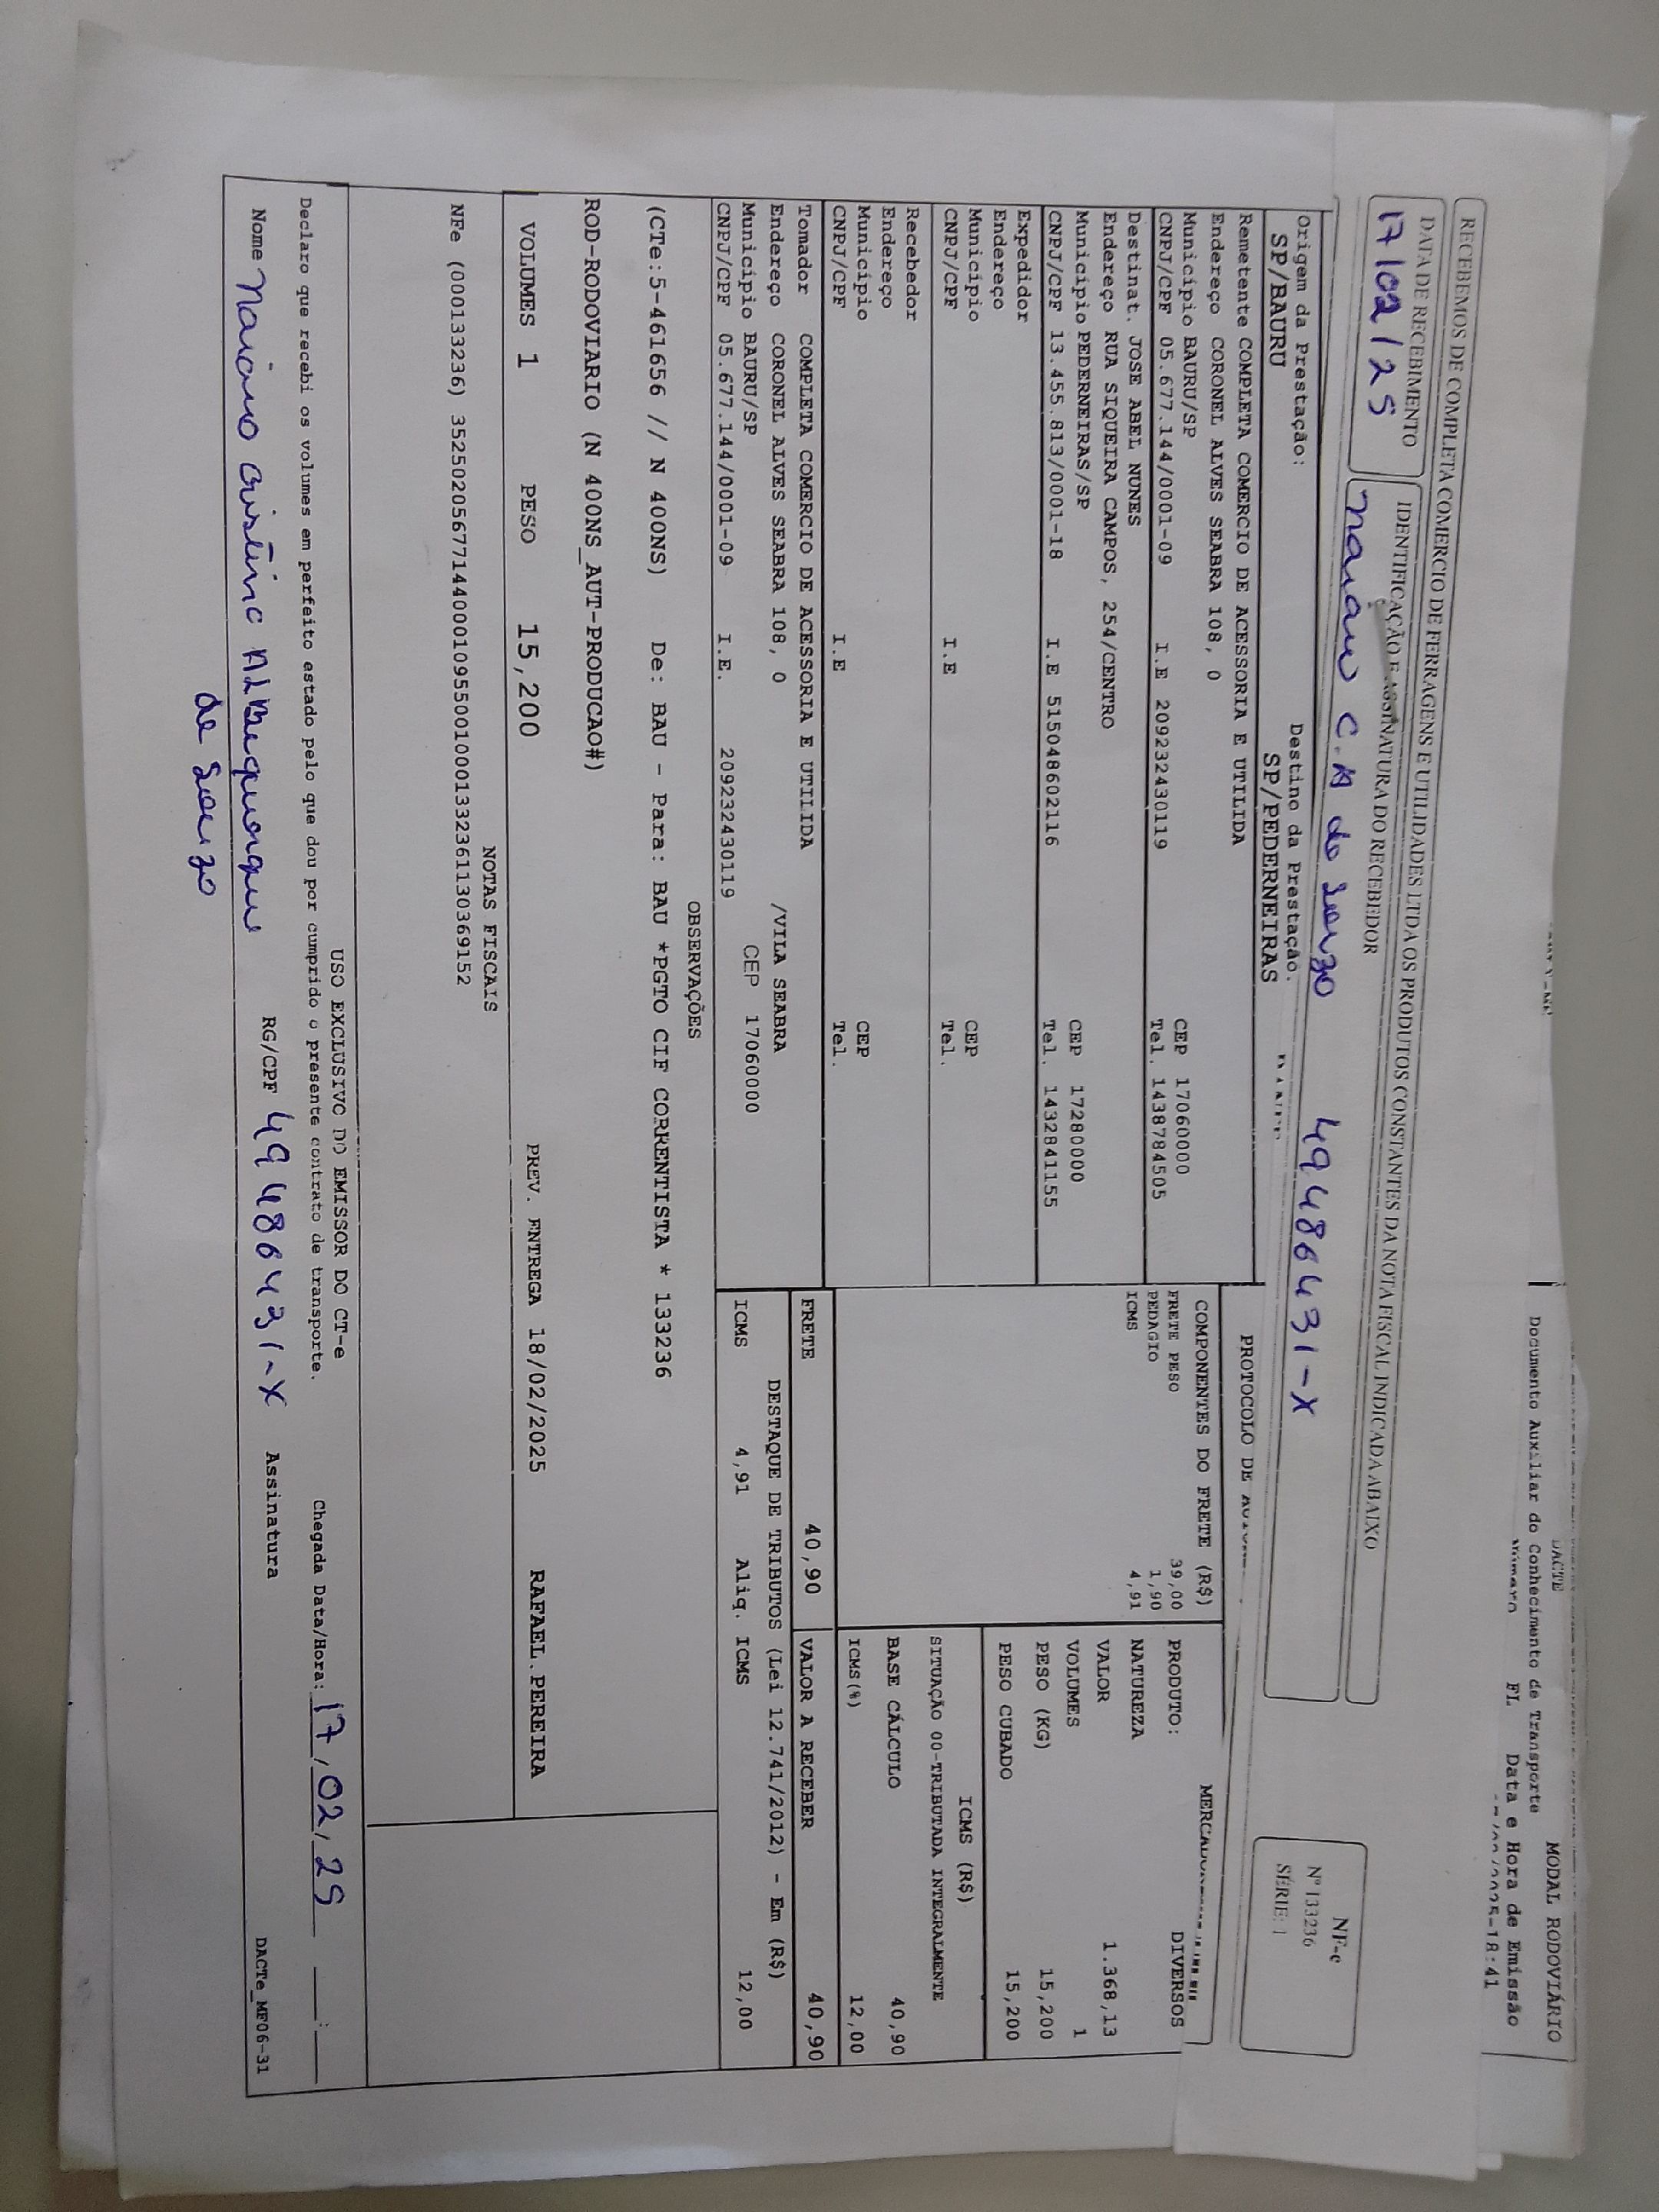 DACTE
MODAL RODOVIÁRIO
Documento Auxiliar do Conhecimento de Transporte
FL Data e Hora de Emissão
RECEBEMOS DE COMPLETA COMERCIO DE FERRAGENS E UTILIDADES LTDA OS PRODUTOS CONSTANTES DA NOTA FISCAL INDICADA ABAIXO
DATA DE RECEBIMENTO
IDENTIFICAÇÃO E ASSINATURA DO RECEBEDOR
17/02/25
C. A de Souza 49486431-X
NF-e
Nº 133236
SÉRIE: 1
Origem da Prestação: Destino da Prestação:
SP/BAURU SP/PEDERNEIRAS
PROTOCOLO DE
Remetente COMPLETA COMERCIO DE ACESSORIA E UTILIDA
Endereço CORONEL ALVES SEABRA 108, 0
Município BAURU/SP CEP 17060000
CNPJ/CPF 05.677.144/0001-09 I.E 209232430119 Tel. 1438784505
Destinat. JOSE ABEL NUNES
Endereço RUA SIQUEIRA CAMPOS, 254/CENTRO
Município PEDERNEIRAS/SP CEP 17280000
CNPJ/CPF 13.455.813/0001-18 I.E 515048602116 Tel. 1432841155
Expedidor
Endereço
Município CEP
CNPJ/CPF I.E Tel.
Recebedor
Endereço
Município CEP
CNPJ/CPF I.E Tel.
COMPONENTES DO FRETE (R$)
FRETE PESO 39,00
PEDAGIO 1,90
ICMS 4,91
PRODUTO: DIVERSOS
NATUREZA
VALOR 1.368,13
VOLUMES 1
PESO (KG) 15,200
PESO CUBADO 15,200
ICMS (R$)
SITUAÇÃO 00-TRIBUTADA INTEGRALMENTE
BASE CÁLCULO 40,90
ICMS(%) 12,00
Tomador COMPLETA COMERCIO DE ACESSORIA E UTILIDA
Endereço CORONEL ALVES SEABRA 108, 0 /VILA SEABRA
Município BAURU/SP CEP 17060000
CNPJ/CPF 05.677.144/0001-09 I.E. 209232430119
FRETE 40,90 VALOR A RECEBER 40,90
DESTAQUE DE TRIBUTOS (Lei 12.741/2012) - Em (R$)
ICMS 4,91 Aliq. ICMS 12,00
OBSERVAÇÕES
(CTe:5-461656 // N 400NS) De: BAU - Para: BAU *PGTO CIF CORRENTISTA * 133236
ROD-RODOVIARIO (N 400NS_AUT-PRODUCAO#)
VOLUMES 1 PESO 15,200 PREV. ENTREGA 18/02/2025 RAFAEL.PEREIRA
NOTAS FISCAIS
NFe (000133236) 35250205677144000109550010001332361130369152
USO EXCLUSIVO DO EMISSOR DO CT-e
Declaro que recebi os volumes em perfeito estado pelo que dou por cumprido o presente contrato de transporte. Chegada Data/Hora: 17/02/25 __:__
Nome RG/CPF 49486431-X Assinatura
de Souza
DACTe_MF06-31